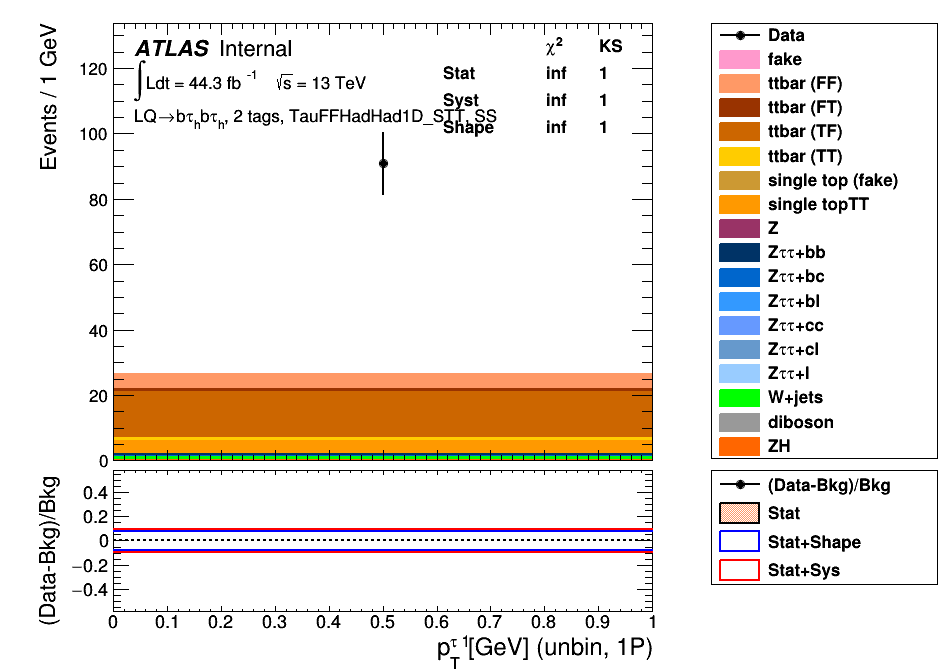 Events / 1 GeV
120
100
80
60
40
20
0
ATLAS Internal
∫Ldt = 44.3 fb⁻¹ √s = 13 TeV
LQ→bτhbτh, 2 tags, TauFFHadHad1D_STT, SS
χ² KS
Stat inf 1
Syst inf 1
Shape inf 1
(Data-Bkg)/Bkg
0.4
0.2
0
−0.2
−0.4
0 0.1 0.2 0.3 0.4 0.5 0.6 0.7 0.8 0.9 1
pTτ 1[GeV] (unbin, 1P)
Data
fake
ttbar (FF)
ttbar (FT)
ttbar (TF)
ttbar (TT)
single top (fake)
single topTT
Z
Zττ+bb
Zττ+bc
Zττ+bl
Zττ+cc
Zττ+cl
Zττ+l
W+jets
diboson
ZH
(Data-Bkg)/Bkg
Stat
Stat+Shape
Stat+Sys